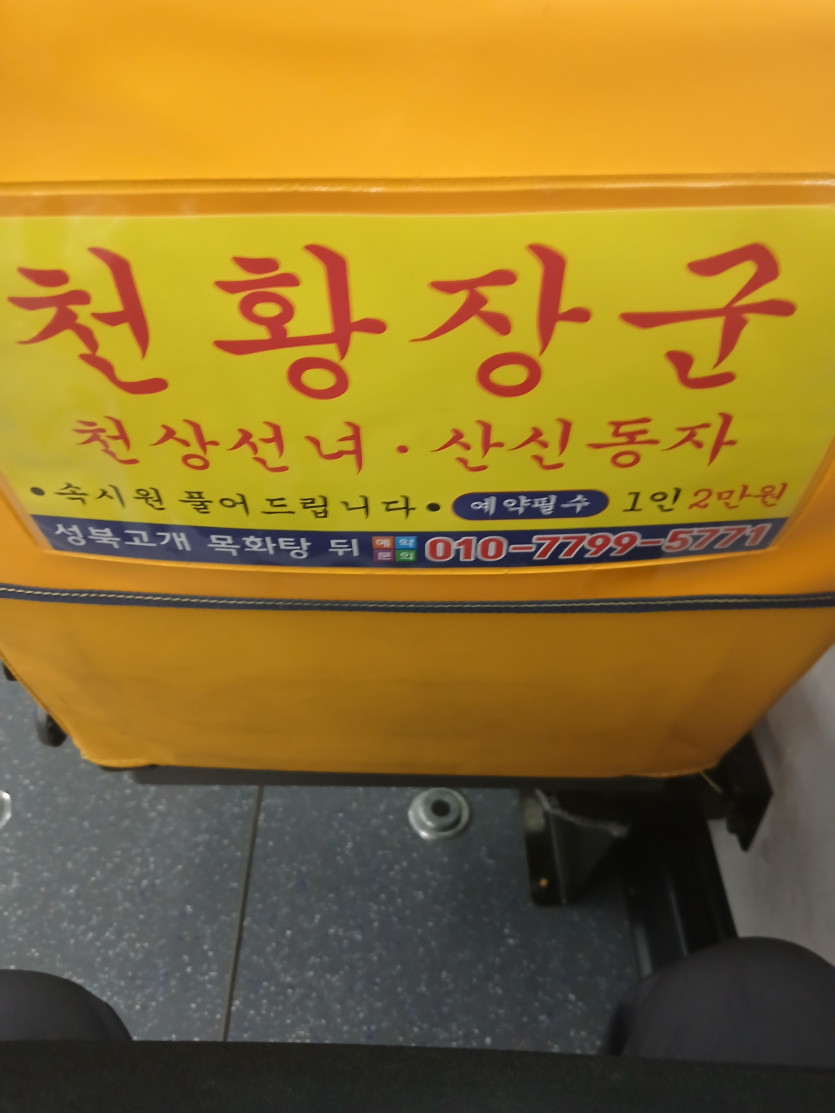 천황장군
천상선녀·산신동자
•속시원 풀어드립니다• 예약필수 1인 2만원
성북고개 목화탕 뒤 예약문의 010-7799-5771